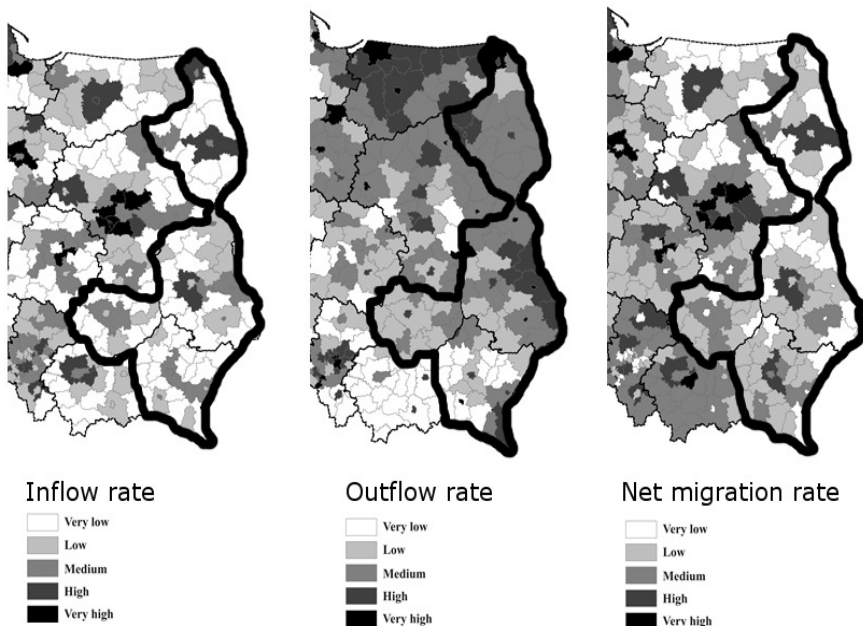 Inflow rate
Very low
Low
Medium
High
Very high
Outflow rate
Very low
Low
Medium
High
Very high
Net migration rate
Very low
Low
Medium
High
Very high